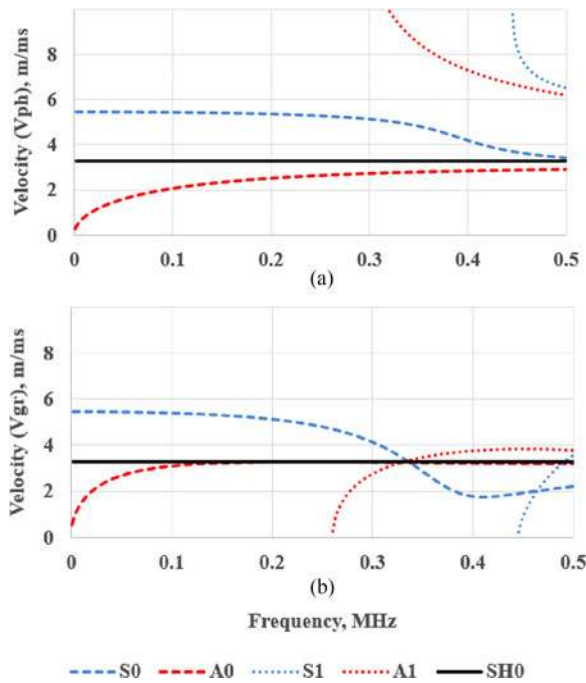 Velocity (Vph), m/ms
8
6
4
2
0
0 0.1 0.2 0.3 0.4 0.5
(a)
Velocity (Vgr), m/ms
8
6
4
2
0
0 0.1 0.2 0.3 0.4 0.5
(b)
Frequency, MHz
S0 A0 S1 A1 SH0